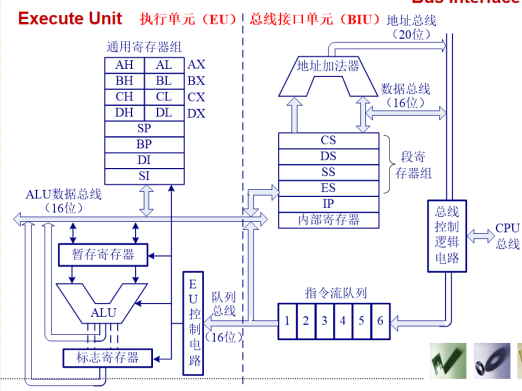 Bus Interface
Execute Unit 执行单元（EU） 总线接口单元（BIU）
地址总线
（20位）
通用寄存器组
AH AL AX
BH BL BX
CH CL CX
DH DL DX
SP
BP
DI
SI
地址加法器
数据总线
（16位）
CS
DS
SS
ES
IP
内部寄存器
段寄
存器组
ALU数据总线
（16位）
总线
控制
逻辑
电路
CPU
总线
暂存寄存器
ALU
标志寄存器
EU控制电路
队列
总线
（16位）
指令流队列
1 2 3 4 5 6